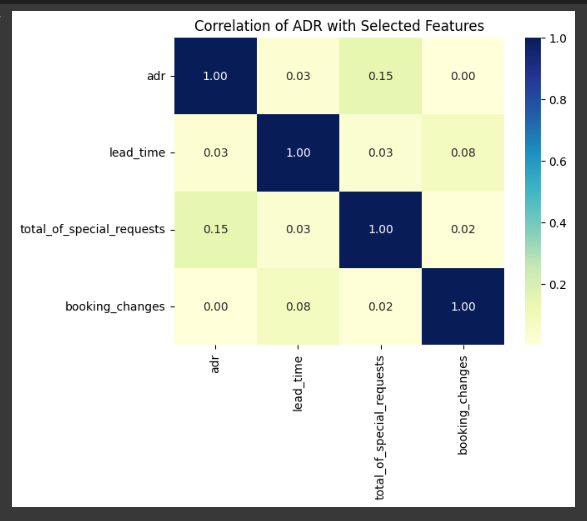 Correlation of ADR with Selected Features
adr 1.00 0.03 0.15 0.00
lead_time 0.03 1.00 0.03 0.08
total_of_special_requests 0.15 0.03 1.00 0.02
booking_changes 0.00 0.08 0.02 1.00
adr
lead_time
total_of_special_requests
booking_changes
1.0
0.8
0.6
0.4
0.2